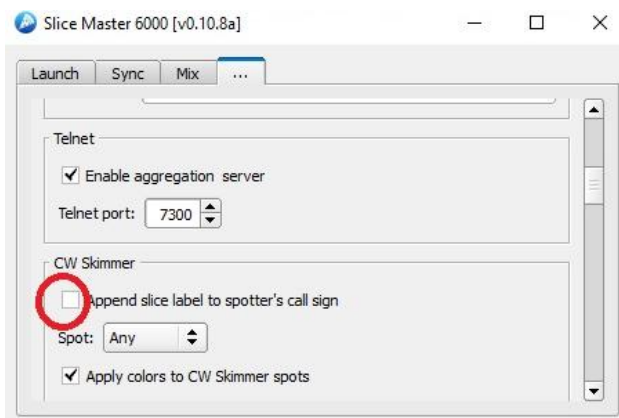 Slice Master 6000 [v0.10.8a]
Launch Sync Mix ...
Telnet
Enable aggregation server
Telnet port: 7300
CW Skimmer
Append slice label to spotter's call sign
Spot: Any
Apply colors to CW Skimmer spots